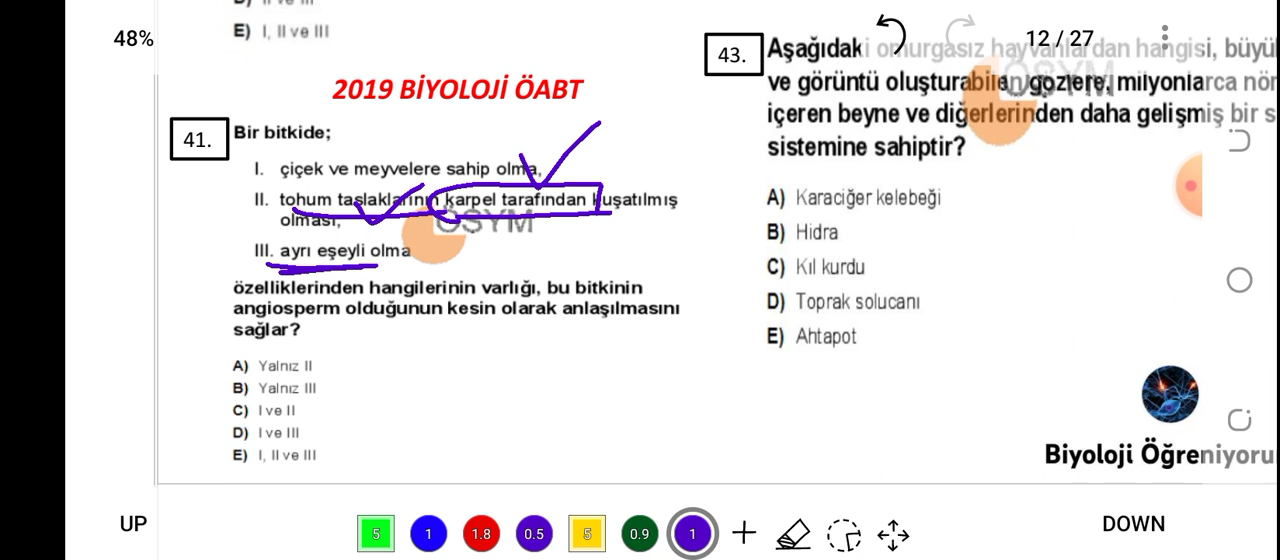 48%
E) I, II ve III
2019 BİYOLOJİ ÖABT
41.
Bir bitkide;
I. çiçek ve meyvelere sahip olma,
II. tohum taslaklarının karpel tarafından kuşatılmış
olması,
III. ayrı eşeyli olma
ÖSYM
özelliklerinden hangilerinin varlığı, bu bitkinin
angiosperm olduğunun kesin olarak anlaşılmasını
sağlar?
A) Yalnız II
B) Yalnız III
C) I ve II
D) I ve III
E) I, II ve III
12 / 27
43.
Aşağıdaki omurgasız hayvanlardan hangisi, büyü
ve görüntü oluşturabilen gözlere, milyonlarca nör
içeren beyne ve diğerlerinden daha gelişmiş bir s
sistemine sahiptir?
ÖSYM
A) Karaciğer kelebeği
B) Hidra
C) Kıl kurdu
D) Toprak solucanı
E) Ahtapot
Biyoloji Öğreniyoru
UP
5
1
1.8
0.5
5
0.9
1
DOWN